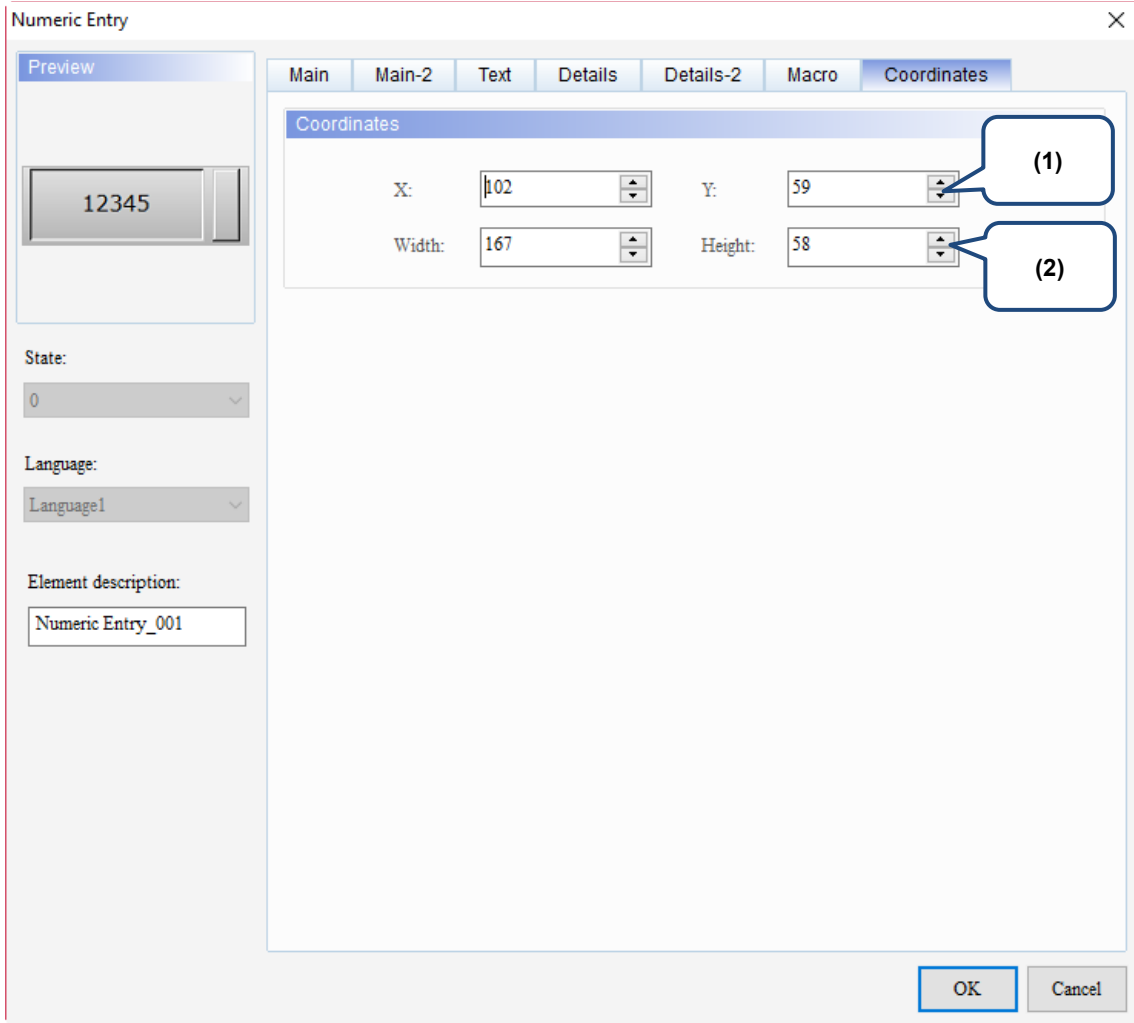 Numeric Entry
Preview
Main Main-2 Text Details Details-2 Macro Coordinates
Coordinates
12345
X: 102 Y: 59
(1)
Width: 167 Height: 58
(2)
State:
0
Language:
Language1
Element description:
Numeric Entry_001
OK Cancel